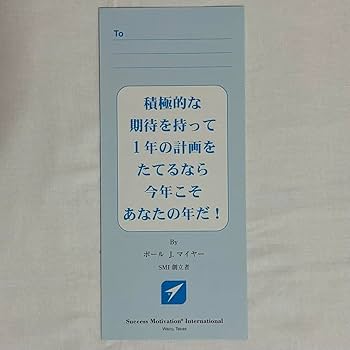 To
積極的な
期待を持って
1年の計画を
たてるなら
今年こそ
あなたの年だ!
By
ポール J. マイヤー
SMI 創立者
Success Motivation® International
Waco, Texas